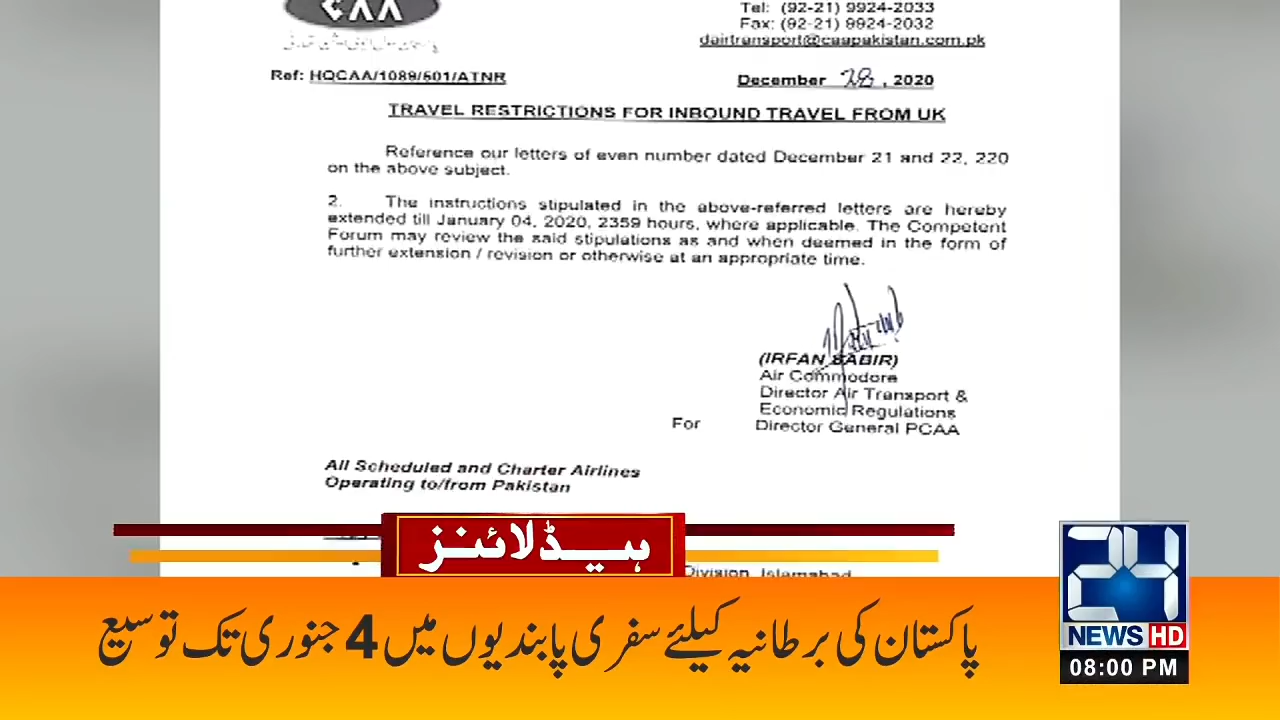 CAA
Tel: (92-21) 9924-2033
Fax: (92-21) 9924-2032
dairtransport@caapakistan.com.pk
Ref: HQCAA/1089/501/ATNR
December 28, 2020
TRAVEL RESTRICTIONS FOR INBOUND TRAVEL FROM UK
Reference our letters of even number dated December 21 and 22, 220
on the above subject.
2. The instructions stipulated in the above-referred letters are hereby
extended till January 04, 2020, 2359 hours, where applicable. The Competent
Forum may review the said stipulations as and when deemed in the form of
further extension / revision or otherwise at an appropriate time.
(IRFAN SABIR)
Air Commodore
Director Air Transport &
Economic Regulations
For Director General PCAA
All Scheduled and Charter Airlines
Operating to/from Pakistan
Division, Islamabad
ہیڈلائنز
پاکستان کی برطانیہ کیلئے سفری پابندیوں میں 4 جنوری تک توسیع
24
NEWS HD
08:00 PM